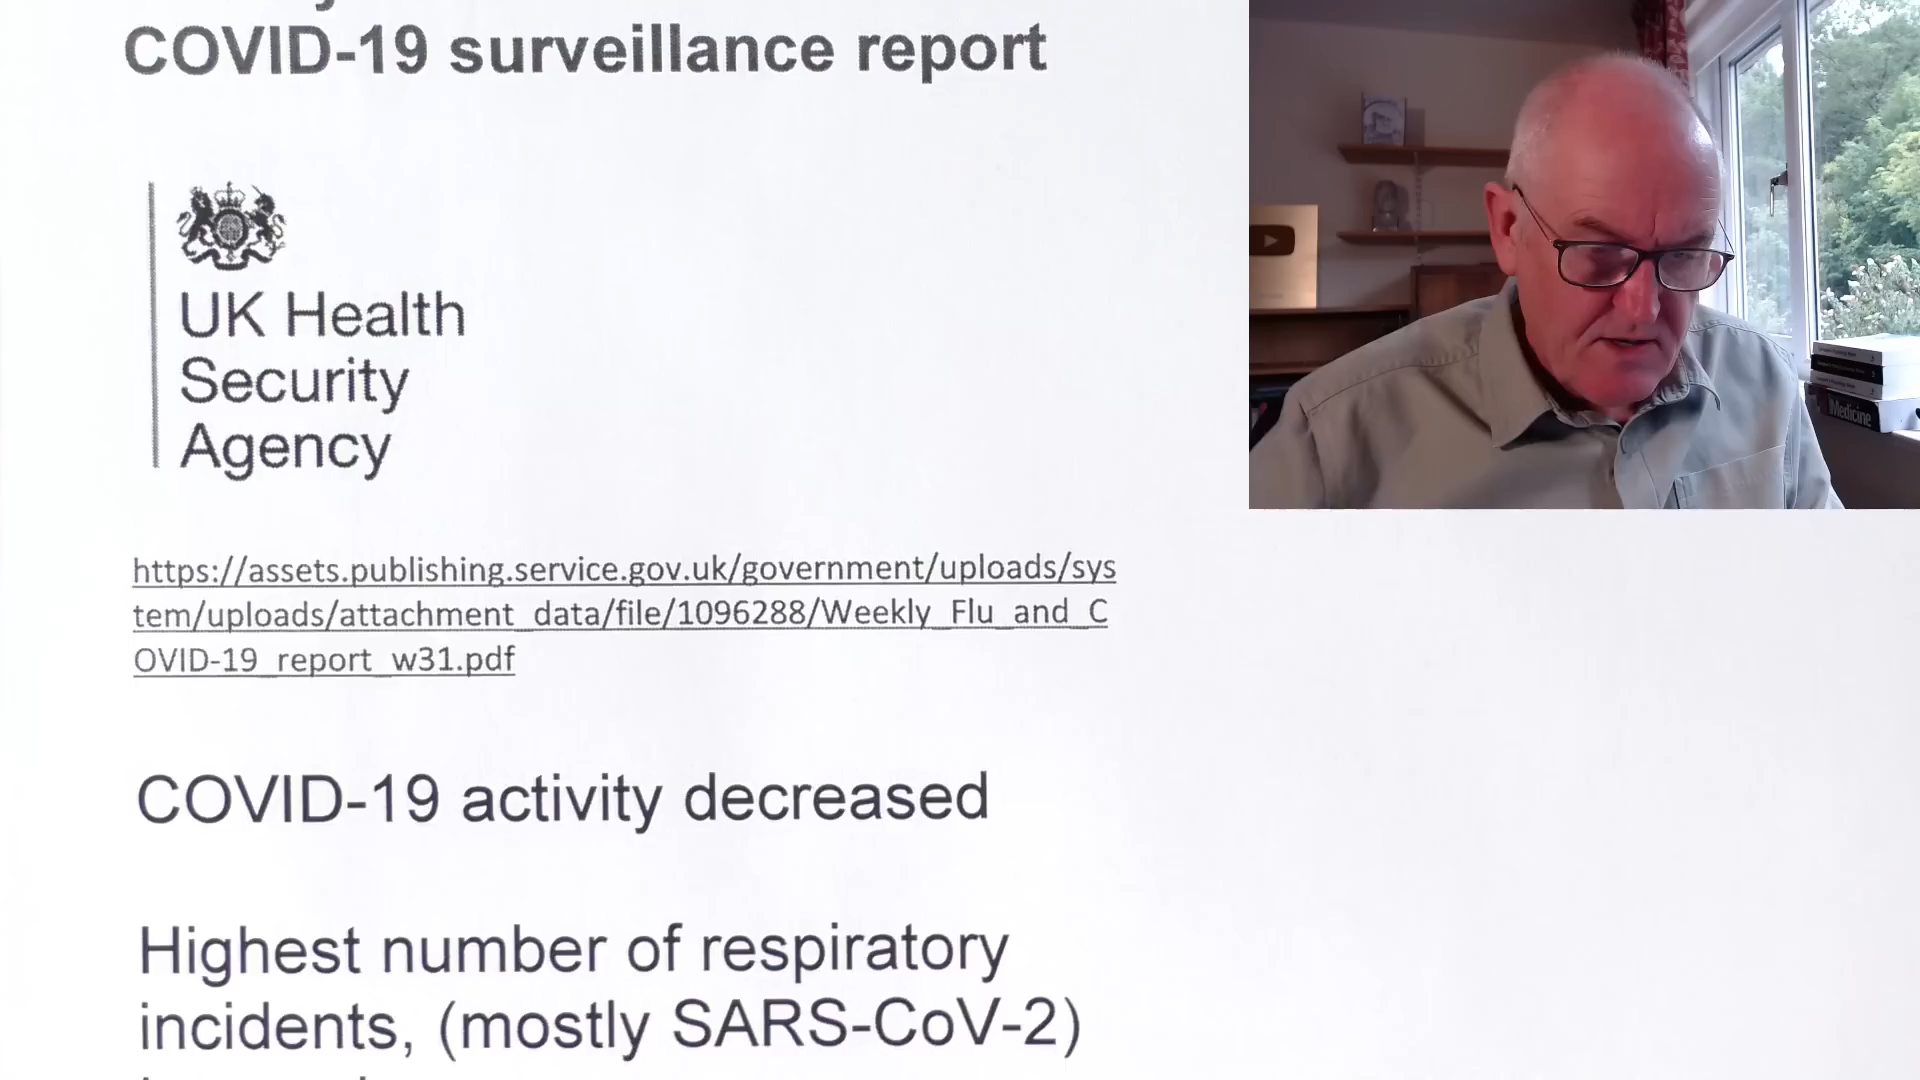 COVID-19 surveillance report
UK Health
Security
Agency
https://assets.publishing.service.gov.uk/government/uploads/sys
tem/uploads/attachment_data/file/1096288/Weekly_Flu_and_C
OVID-19_report_w31.pdf
COVID-19 activity decreased
Highest number of respiratory
incidents, (mostly SARS-CoV-2)
Medicine